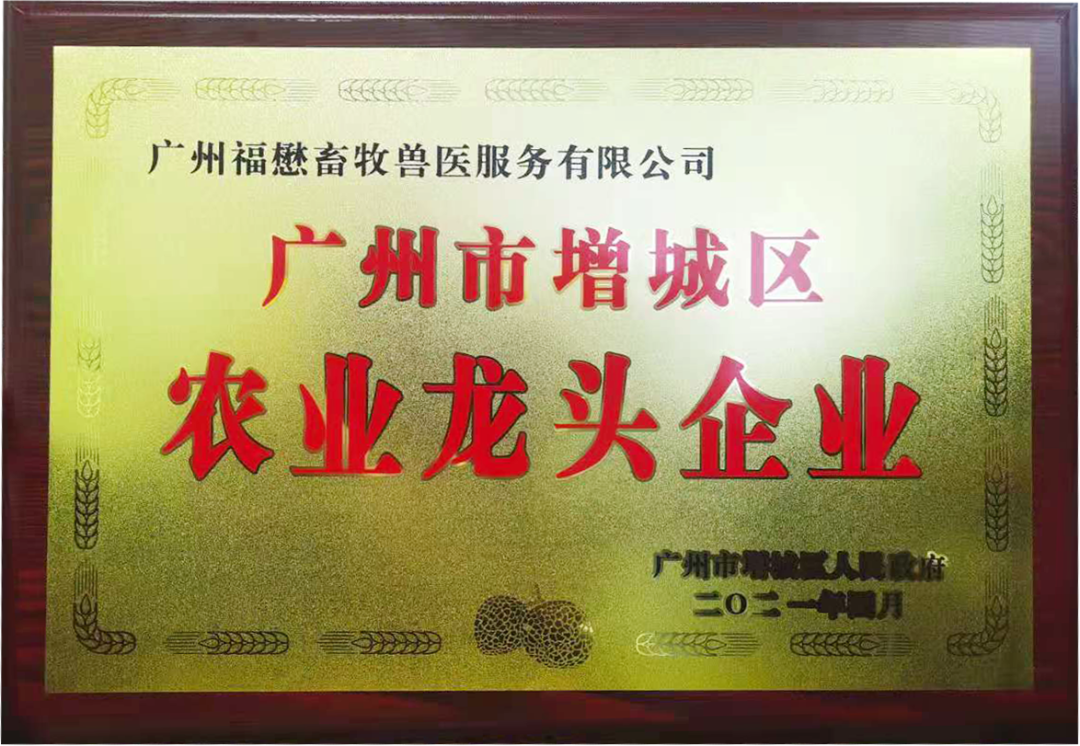 广州福懋畜牧兽医服务有限公司
广州市增城区
农业龙头企业
广州市增城区人民政府
二〇二一年四月